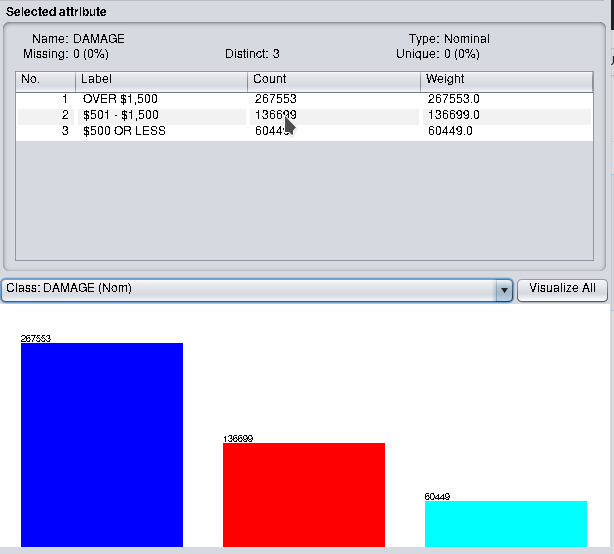 Selected attribute
Name: DAMAGE Type: Nominal
Missing: 0 (0%) Distinct: 3 Unique: 0 (0%)
No. Label Count Weight
1 OVER $1,500 267553 267553.0
2 $501 - $1,500 136699 136699.0
3 $500 OR LESS 60449 60449.0
Class: DAMAGE (Nom) Visualize All
267553
136699
60449